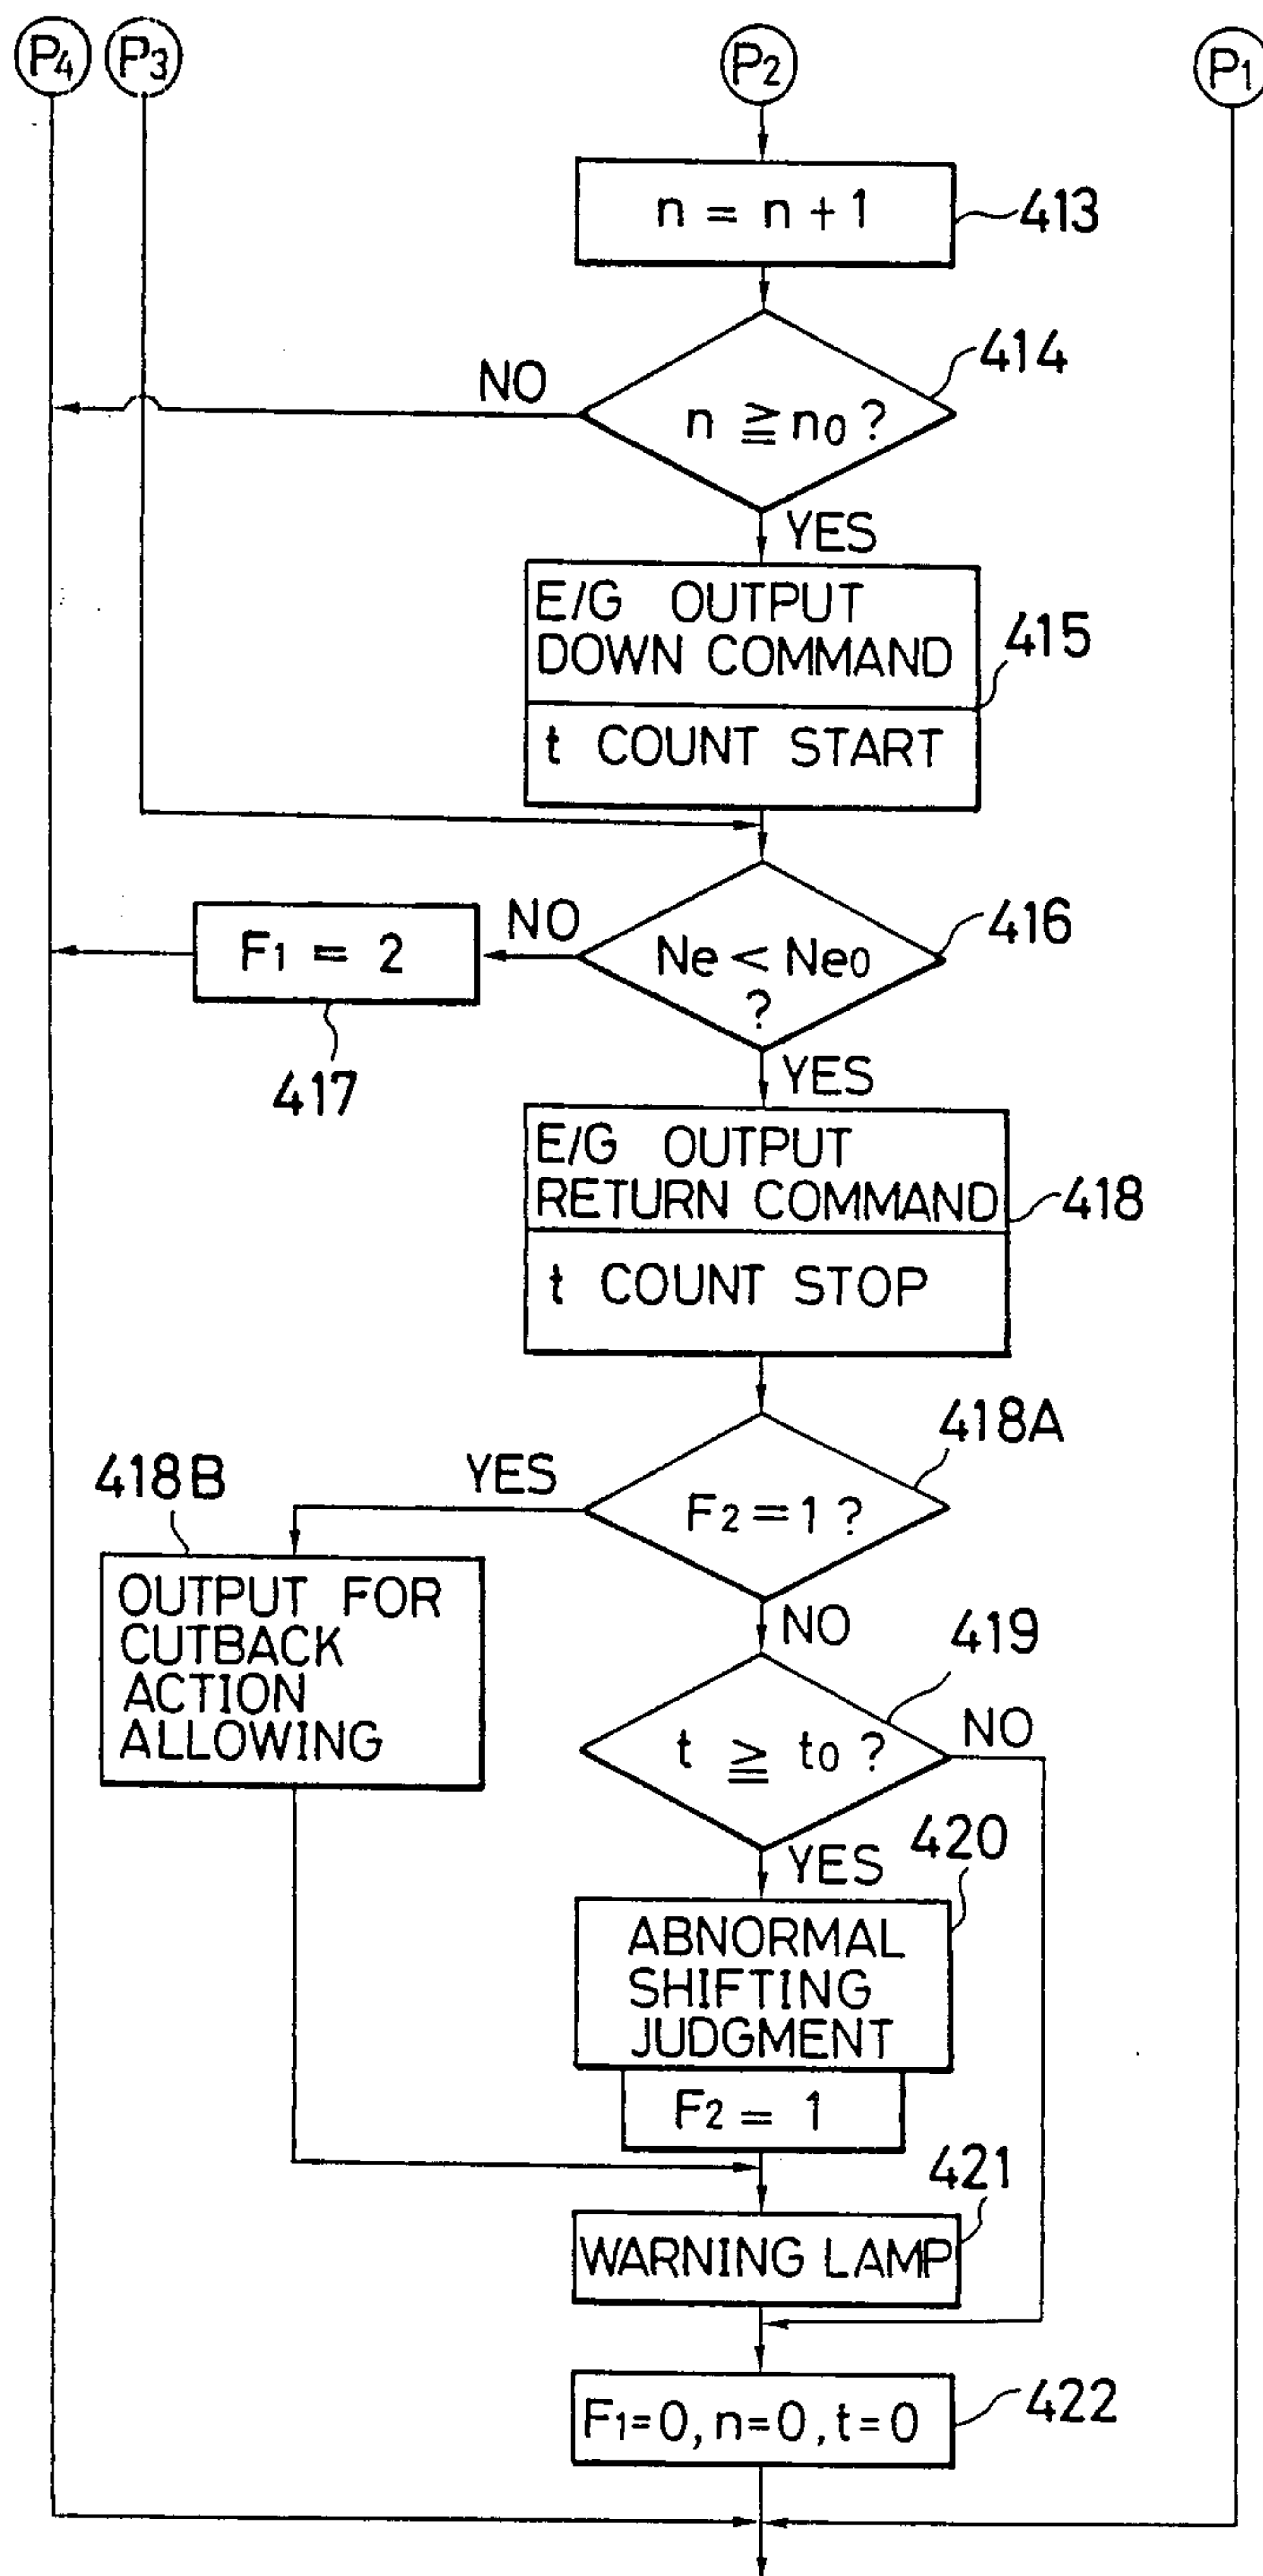 P4 P3 P2 P1
n = n + 1
413
414
NO
n ≧ n0 ?
YES
E/G OUTPUT
DOWN COMMAND
415
t COUNT START
416
NO
F1 = 2
Ne < Ne0
?
417
YES
E/G OUTPUT
RETURN COMMAND
418
t COUNT STOP
418A
418B
YES
F2 = 1 ?
OUTPUT FOR
CUTBACK
ACTION
ALLOWING
NO
419
t ≧ t0 ?
NO
YES
420
ABNORMAL
SHIFTING
JUDGMENT
F2 = 1
421
WARNING LAMP
F1=0, n=0, t=0
422